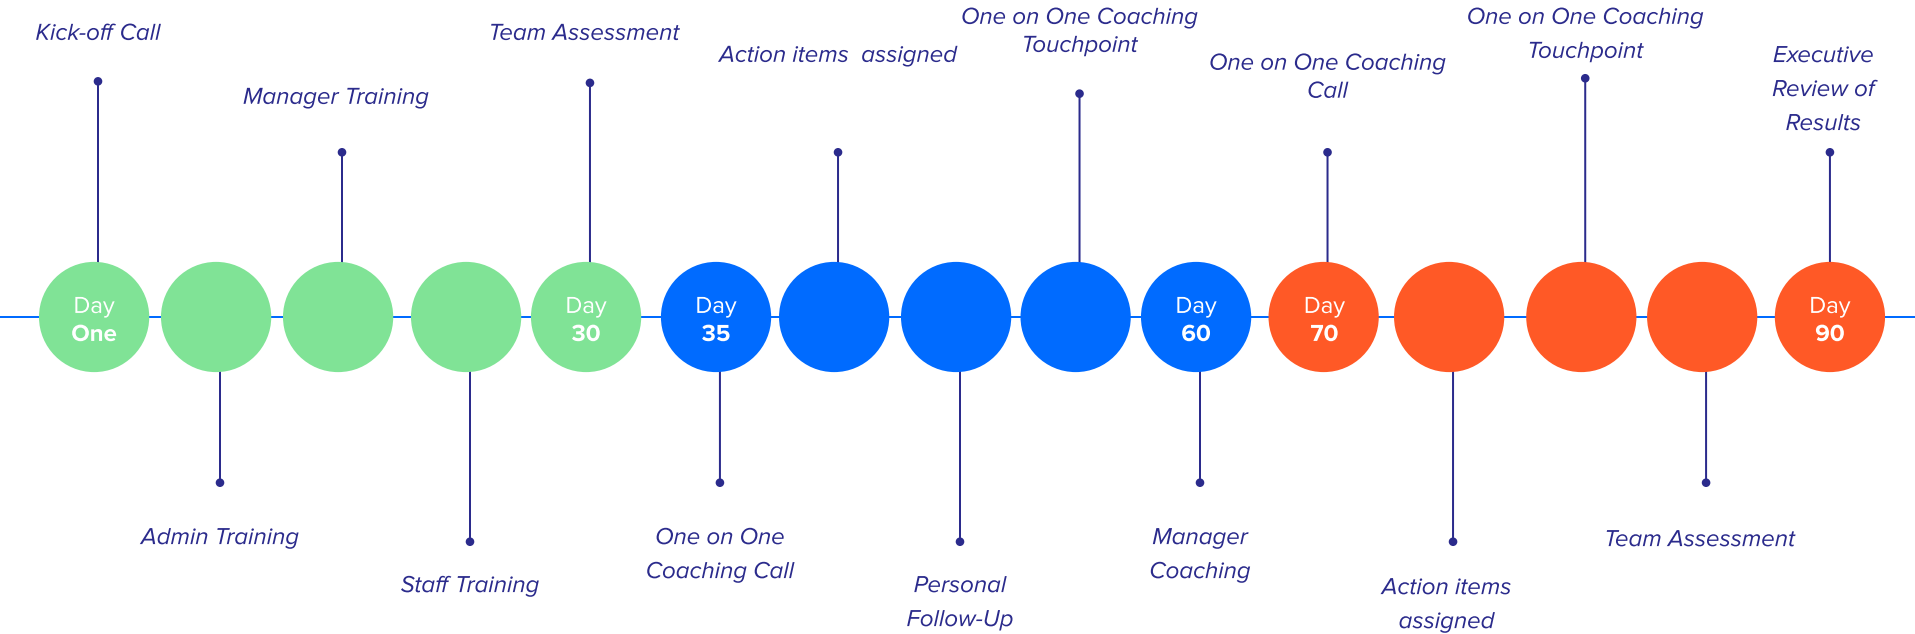 Kick-off Call
Manager Training
Team Assessment
Action items  assigned
One on One Coaching
Touchpoint
One on One Coaching
Call
One on One Coaching
Touchpoint
Executive
Review of
Results
Day
One
Day
30
Day
35
Day
60
Day
70
Day
90
Admin Training
Staff Training
One on One
Coaching Call
Personal
Follow-Up
Manager
Coaching
Action items
assigned
Team Assessment